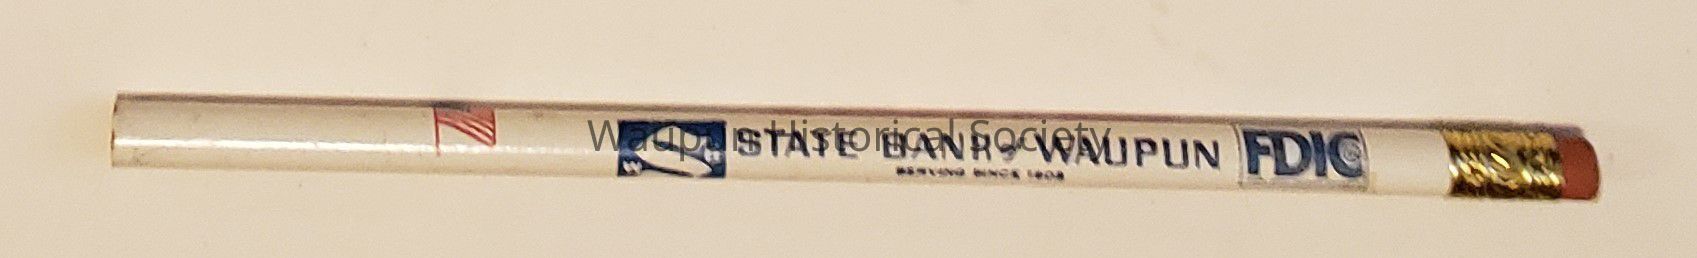 STATE BANK OF WAUPUN
SERVING SINCE 1908
FDIC
Waupun Historical Society